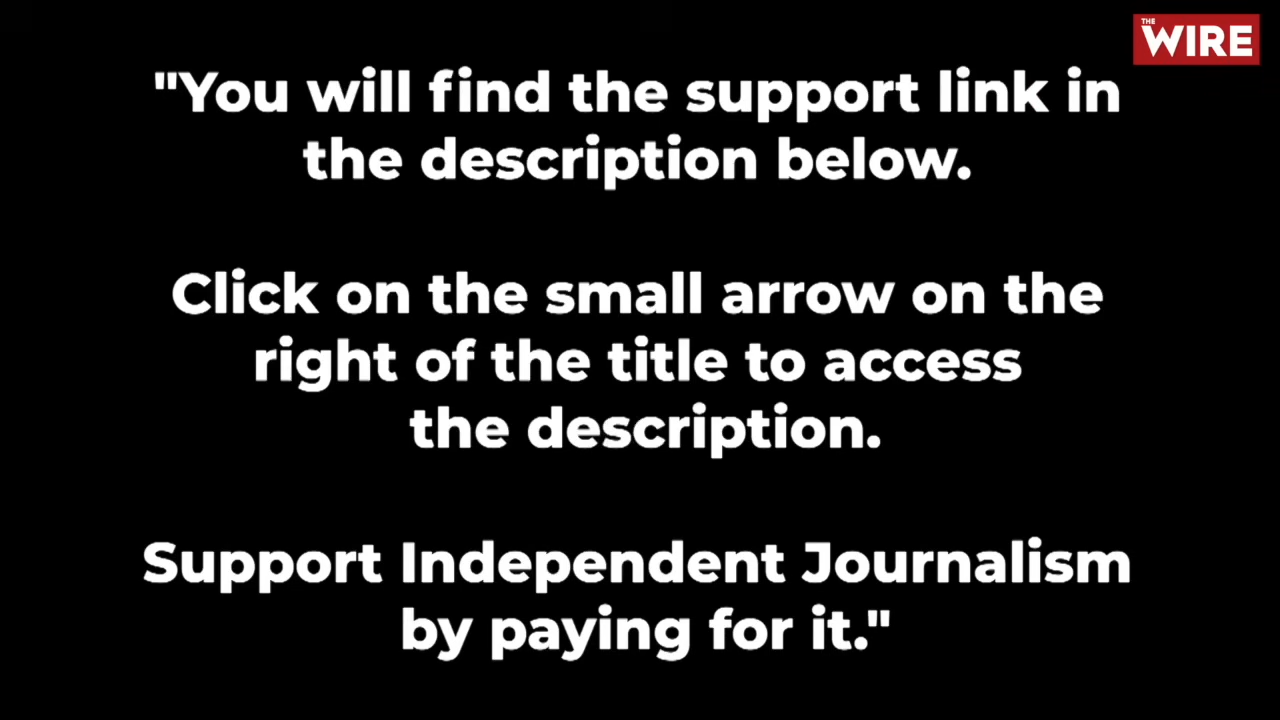 THE
WIRE
"You will find the support link in
the description below.
Click on the small arrow on the
right of the title to access
the description.
Support Independent Journalism
by paying for it."